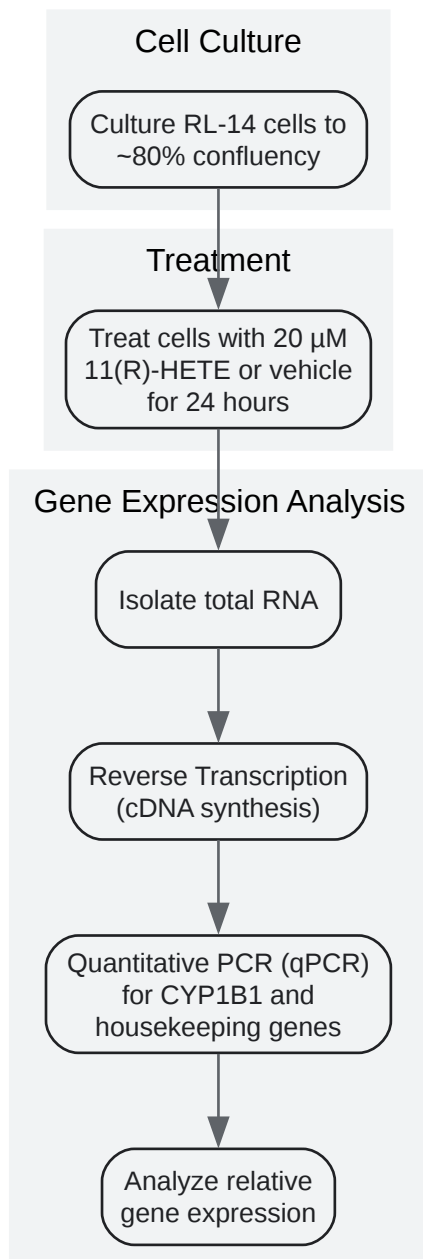 Cell Culture
Culture RL-14 cells to
~80% confluency
Treatment
Treat cells with 20 µM
11(R)-HETE or vehicle
for 24 hours
Gene Expression Analysis
Isolate total RNA
Reverse Transcription
(cDNA synthesis)
Quantitative PCR (qPCR)
for CYP1B1 and
housekeeping genes
Analyze relative
gene expression